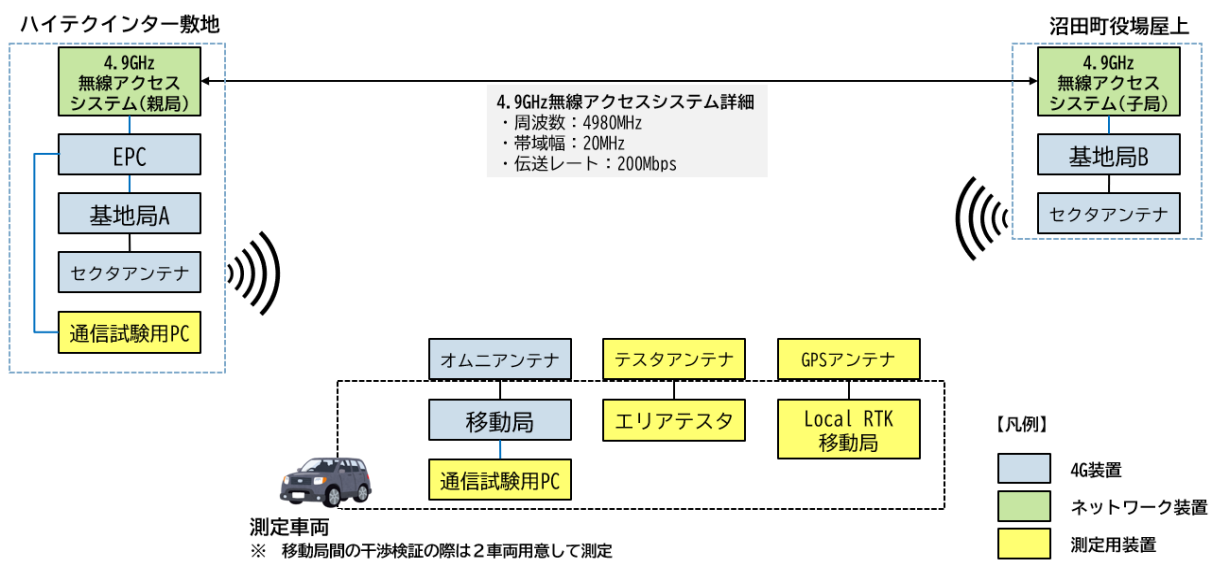 ハイテクインター敷地
4.9GHz
無線アクセス
システム(親局)
EPC
基地局A
セクタアンテナ
通信試験用PC
4.9GHz無線アクセスシステム詳細
・周波数：4980MHz
・帯域幅：20MHz
・伝送レート：200Mbps
沼田町役場屋上
4.9GHz
無線アクセス
システム(子局)
基地局B
セクタアンテナ
オムニアンテナ
移動局
通信試験用PC
テスタアンテナ
エリアテスタ
GPSアンテナ
Local RTK
移動局
測定車両
※　移動局間の干渉検証の際は２車両用意して測定
【凡例】
4G装置
ネットワーク装置
測定用装置